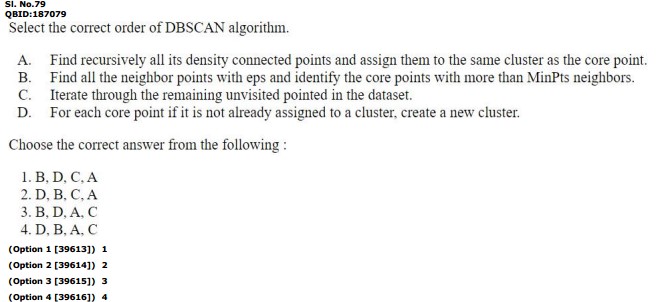 Sl. No.79
QBID:187079
Select the correct order of DBSCAN algorithm.
A. Find recursively all its density connected points and assign them to the same cluster as the core point.
B. Find all the neighbor points with eps and identify the core points with more than MinPts neighbors.
C. Iterate through the remaining unvisited pointed in the dataset.
D. For each core point if it is not already assigned to a cluster, create a new cluster.
Choose the correct answer from the following :
1. B, D, C, A
2. D, B, C, A
3. B, D, A, C
4. D, B, A, C
(Option 1 [39613]) 1
(Option 2 [39614]) 2
(Option 3 [39615]) 3
(Option 4 [39616]) 4